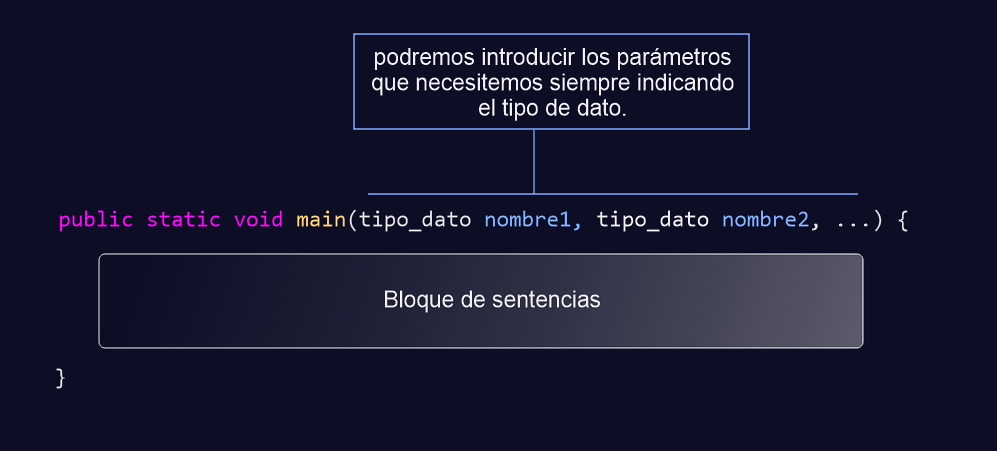 podremos introducir los parámetros
que necesitemos siempre indicando
el tipo de dato.
public static void main(tipo_dato nombre1, tipo_dato nombre2, ...) {
Bloque de sentencias
}